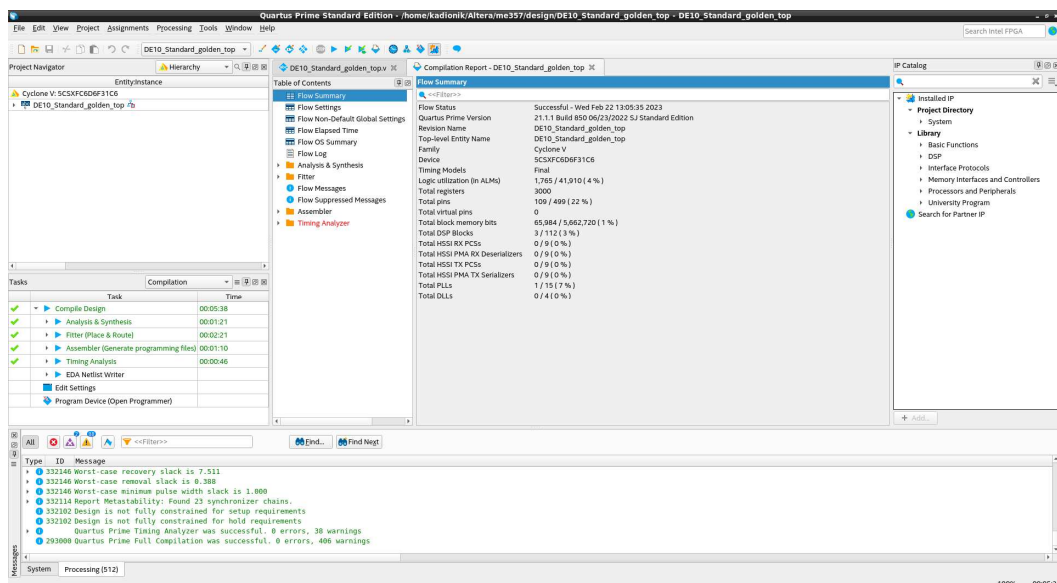 Quartus Prime Standard Edition - /home/kadionik/Altera/me357/design/DE10_Standard_golden_top - DE10_Standard_golden_top
File Edit View Project Assignments Processing Tools Window Help
Search Intel FPGA
DE10_Standard_golden_top
Project Navigator
Hierarchy
Entity:Instance
Cyclone V: 5CSXFC6D6F31C6
DE10_Standard_golden_top
DE10_Standard_golden_top.v
Compilation Report - DE10_Standard_golden_top
Table of Contents
Flow Summary
Flow Settings
Flow Non-Default Global Settings
Flow Elapsed Time
Flow OS Summary
Flow Log
Analysis & Synthesis
Fitter
Flow Messages
Flow Suppressed Messages
Assembler
Timing Analyzer
Flow Summary
<<Filter>>
Flow Status Successful - Wed Feb 22 13:05:35 2023
Quartus Prime Version 21.1.1 Build 850 06/23/2022 SJ Standard Edition
Revision Name DE10_Standard_golden_top
Top-level Entity Name DE10_Standard_golden_top
Family Cyclone V
Device 5CSXFC6D6F31C6
Timing Models Final
Logic utilization (in ALMs) 1,765 / 41,910 ( 4 % )
Total registers 3000
Total pins 109 / 499 ( 22 % )
Total virtual pins 0
Total block memory bits 65,984 / 5,662,720 ( 1 % )
Total DSP Blocks 3 / 112 ( 3 % )
Total HSSI RX PCSs 0 / 9 ( 0 % )
Total HSSI PMA RX Deserializers 0 / 9 ( 0 % )
Total HSSI TX PCSs 0 / 9 ( 0 % )
Total HSSI PMA TX Serializers 0 / 9 ( 0 % )
Total PLLs 1 / 15 ( 7 % )
Total DLLs 0 / 4 ( 0 % )
IP Catalog
Installed IP
Project Directory
System
Library
Basic Functions
DSP
Interface Protocols
Memory Interfaces and Controllers
Processors and Peripherals
University Program
Search for Partner IP
+ Add...
Tasks
Compilation
Task Time
Compile Design 00:05:38
Analysis & Synthesis 00:01:21
Fitter (Place & Route) 00:02:21
Assembler (Generate programming files) 00:01:10
Timing Analysis 00:00:46
EDA Netlist Writer
Edit Settings
Program Device (Open Programmer)
All
<<Filter>>
Find...
Find Next
Type ID Message
332146 Worst-case recovery slack is 7.511
332146 Worst-case removal slack is 0.388
332146 Worst-case minimum pulse width slack is 1.000
332114 Report Metastability: Found 23 synchronizer chains.
332102 Design is not fully constrained for setup requirements
332102 Design is not fully constrained for hold requirements
Quartus Prime Timing Analyzer was successful. 0 errors, 38 warnings
293000 Quartus Prime Full Compilation was successful. 0 errors, 406 warnings
Messages
System
Processing (512)